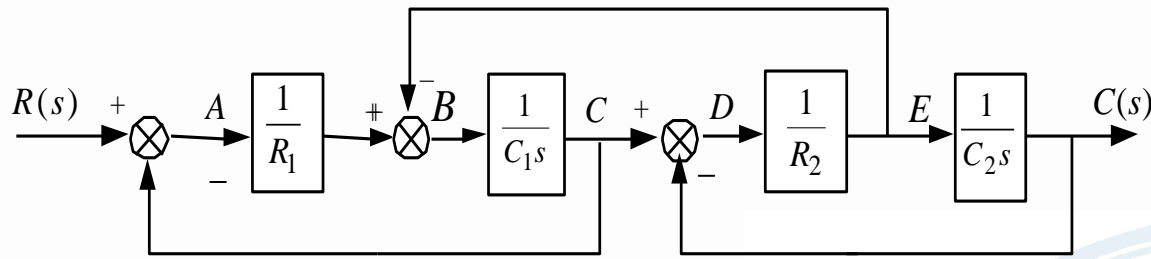 R(s) + A − 1/R₁ + − B 1/C₁s C + D − 1/R₂ E 1/C₂s C(s)